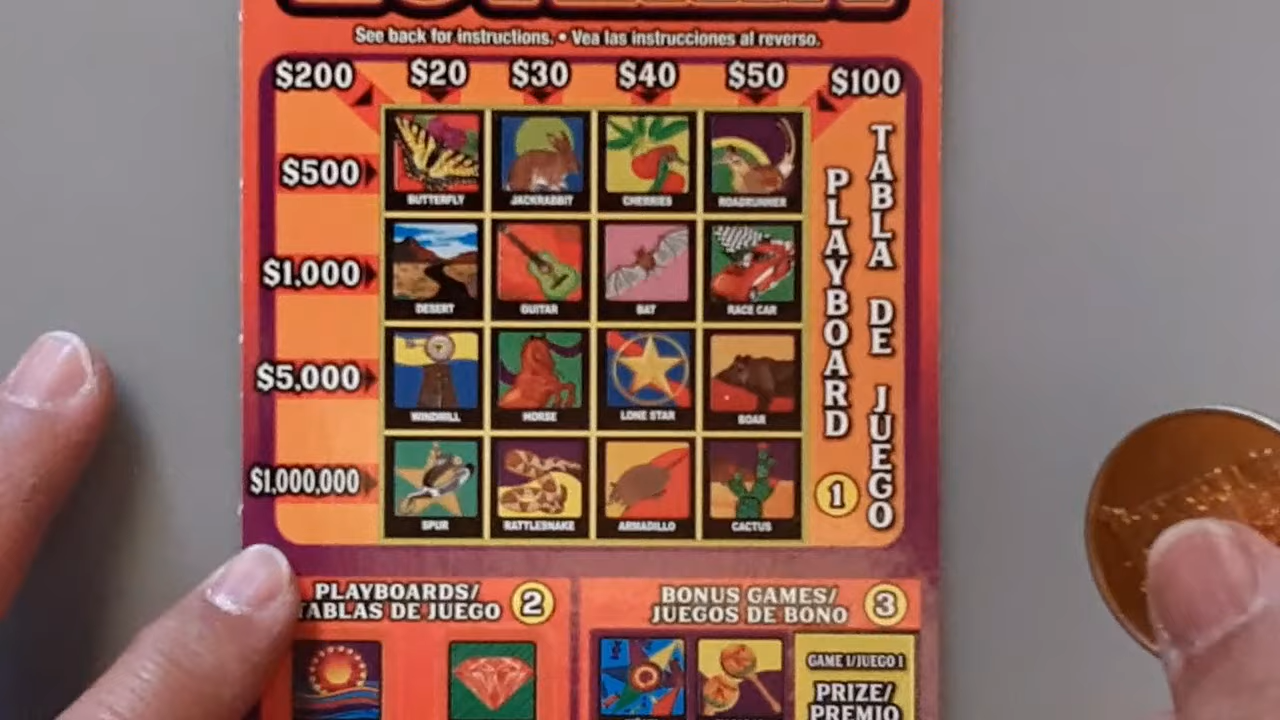 See back for instructions. • Vea las instrucciones al reverso.
$200 $20 $30 $40 $50 $100
$500
BUTTERFLY JACKRABBIT CHERRIES ROADRUNNER
$1,000
DESERT GUITAR BAT RACE CAR
$5,000
WINDMILL HORSE LONE STAR BOAR
$1,000,000
SPUR RATTLESNAKE ARMADILLO CACTUS
PLAYBOARD
TABLA DE JUEGO
1
PLAYBOARDS/
TABLAS DE JUEGO 2
BONUS GAMES/
JUEGOS DE BONO 3
GAME 1/JUEGO 1
PRIZE/
PREMIO